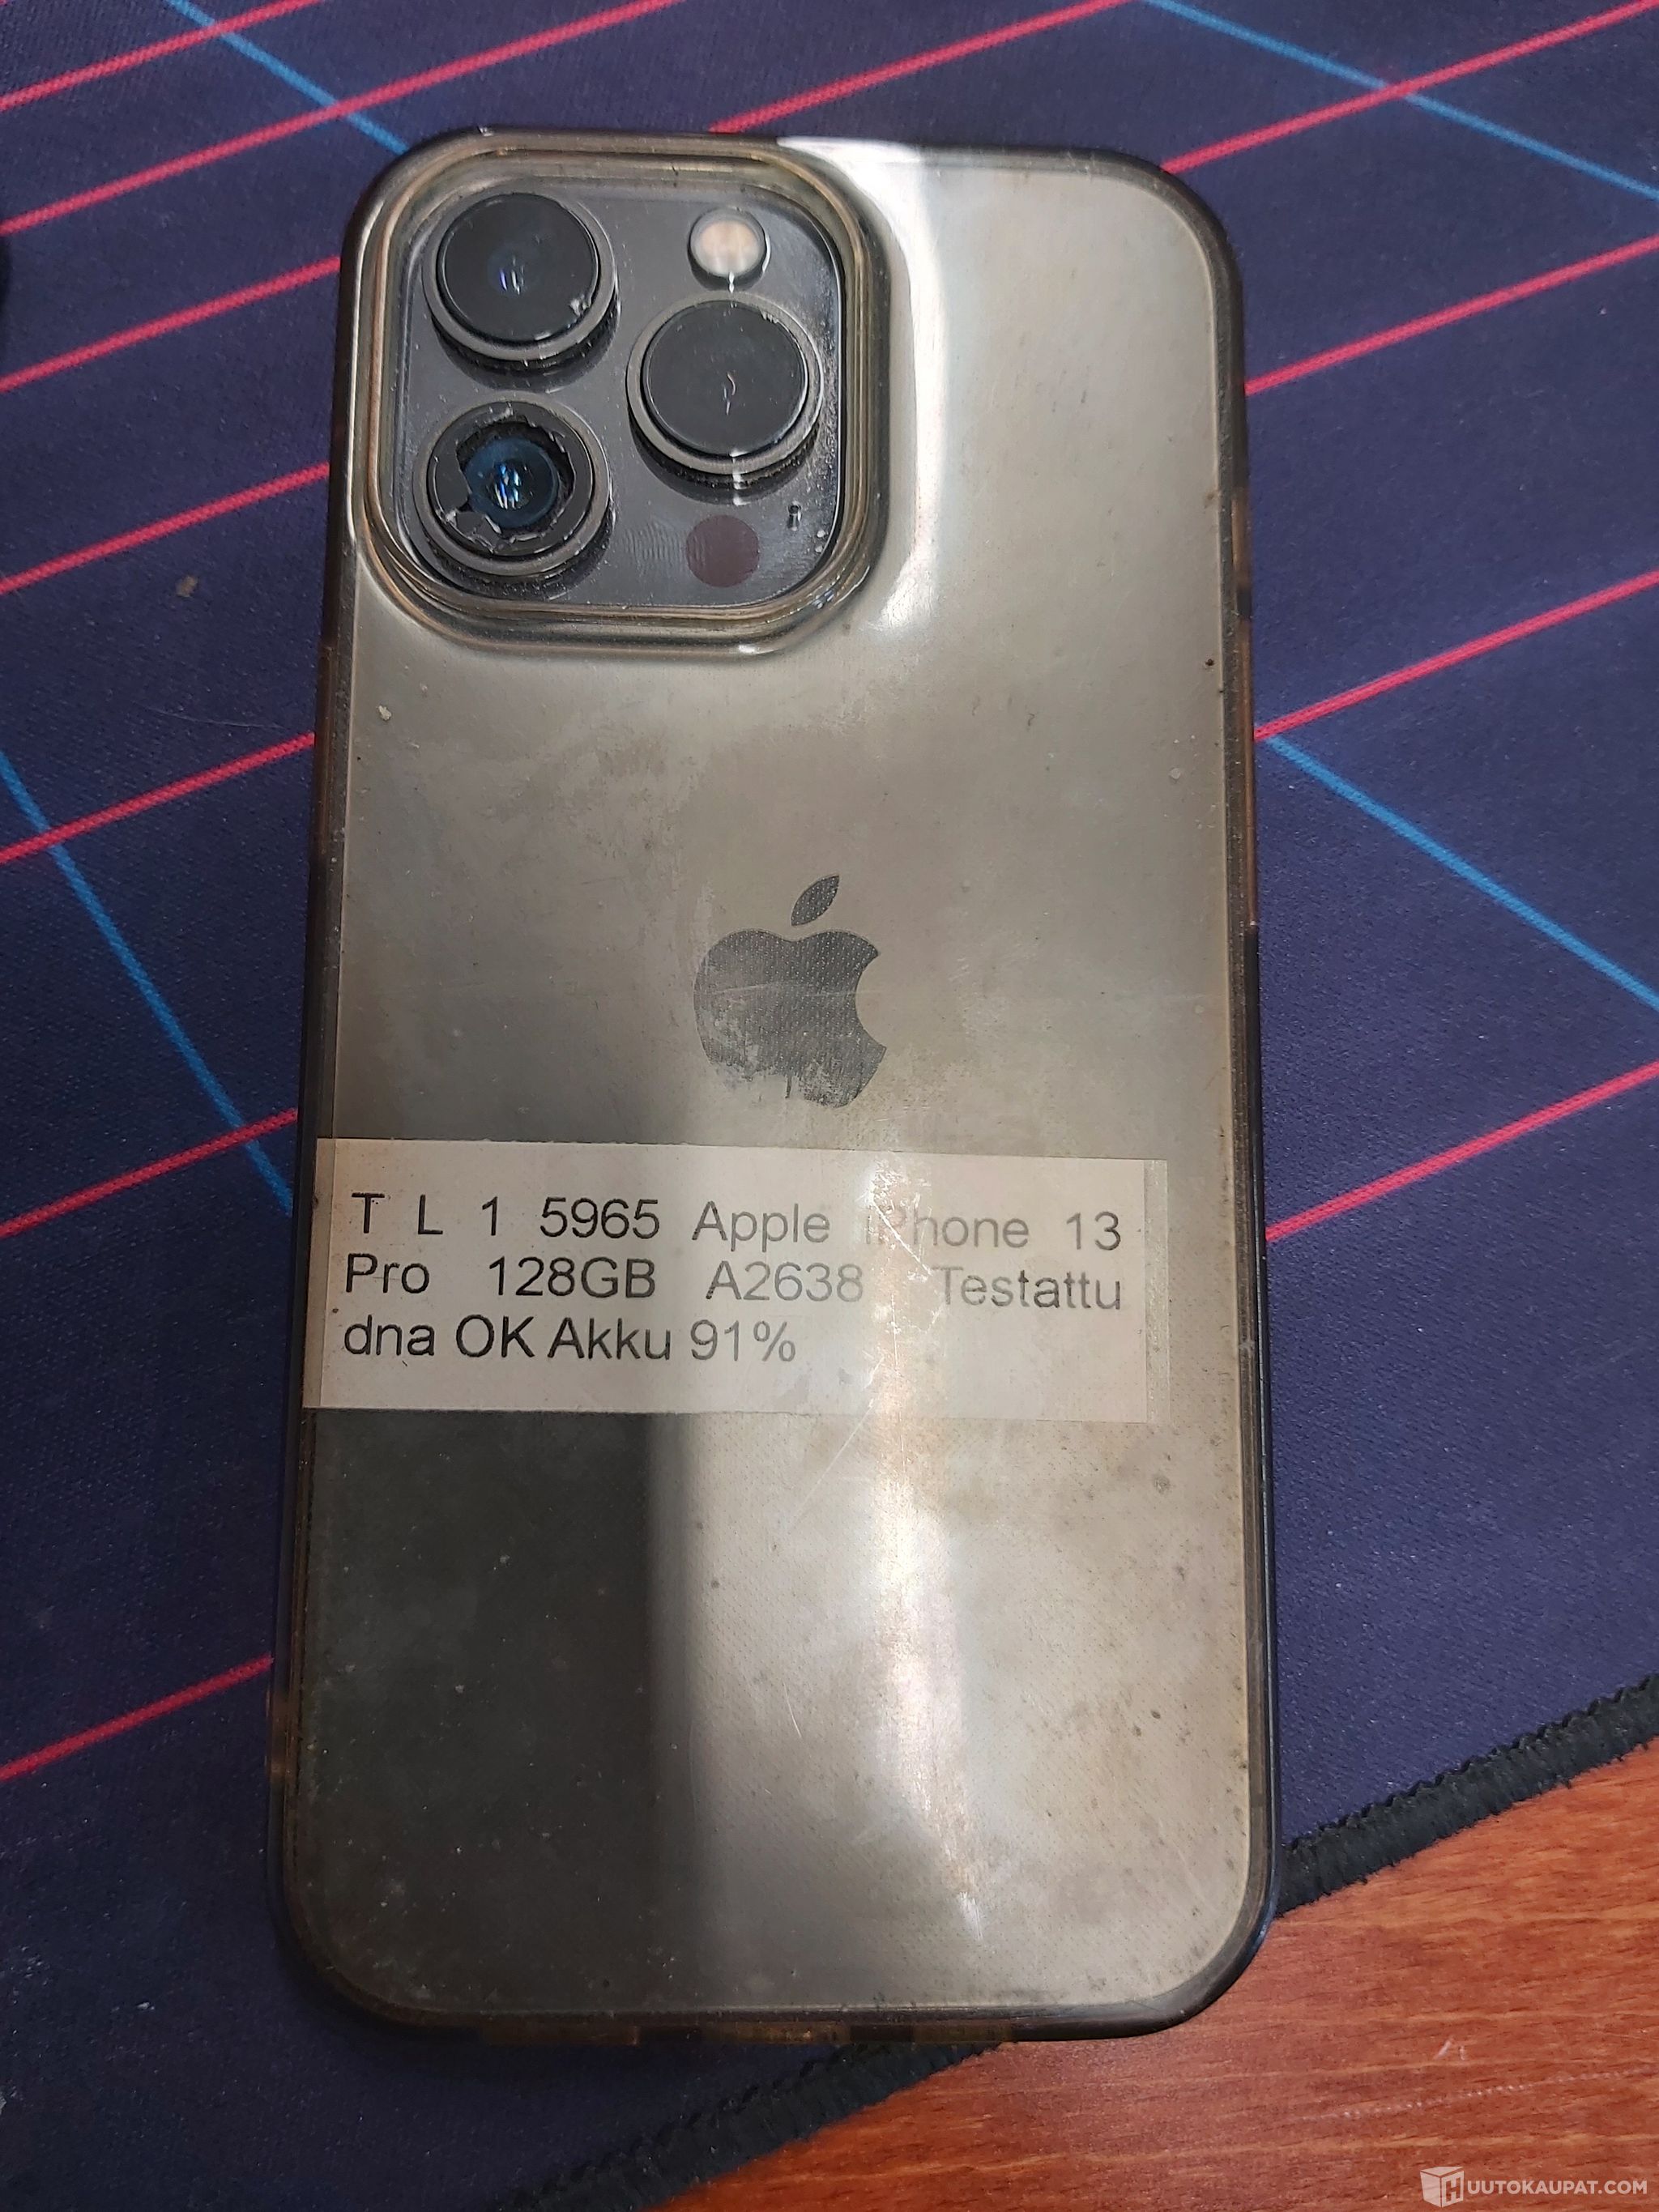 T L 1 5965 Apple iPhone 13
Pro 128GB A2638 Testattu
dna OK Akku 91%
HUUTOKAUPAT.COM